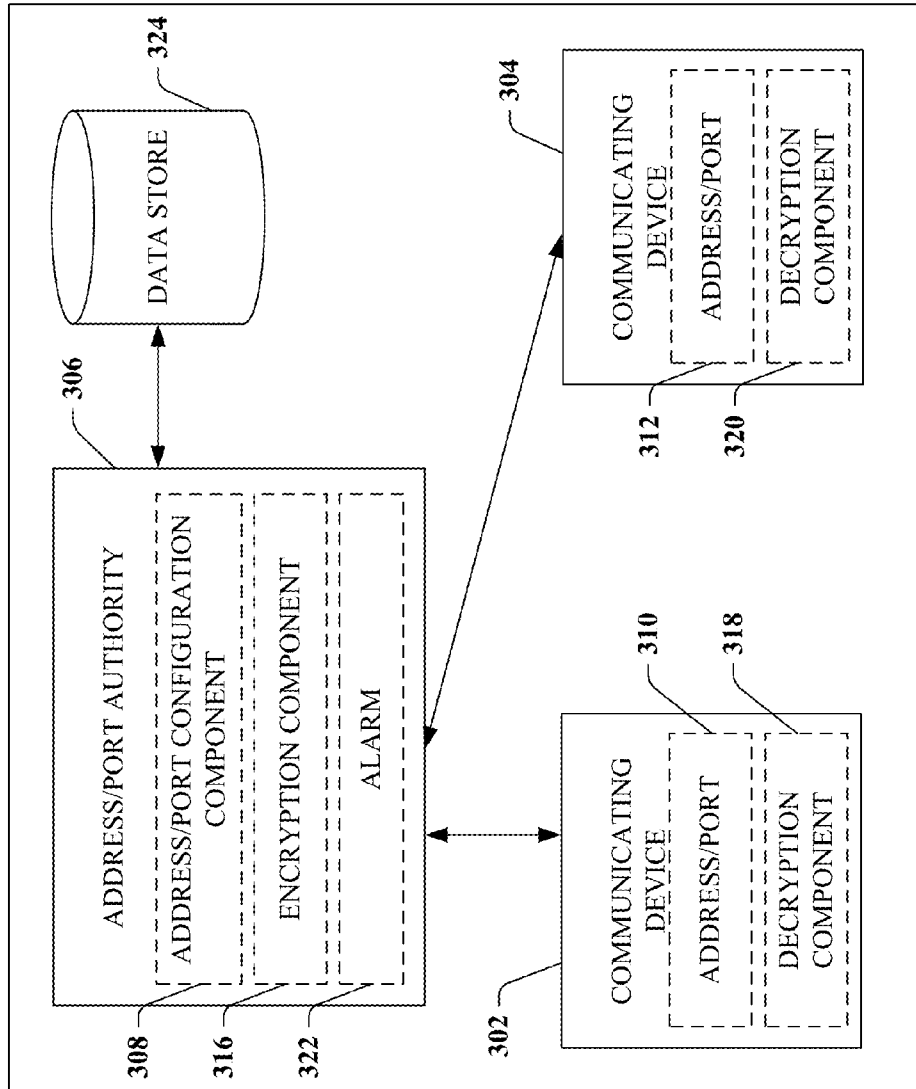 306
324
ADDRESS/PORT AUTHORITY
308
ADDRESS/PORT CONFIGURATION
COMPONENT
316
ENCRYPTION COMPONENT
322
ALARM
DATA STORE
302
COMMUNICATING
DEVICE
310
ADDRESS/PORT
318
DECRYPTION
COMPONENT
304
COMMUNICATING
DEVICE
312
ADDRESS/PORT
320
DECRYPTION
COMPONENT